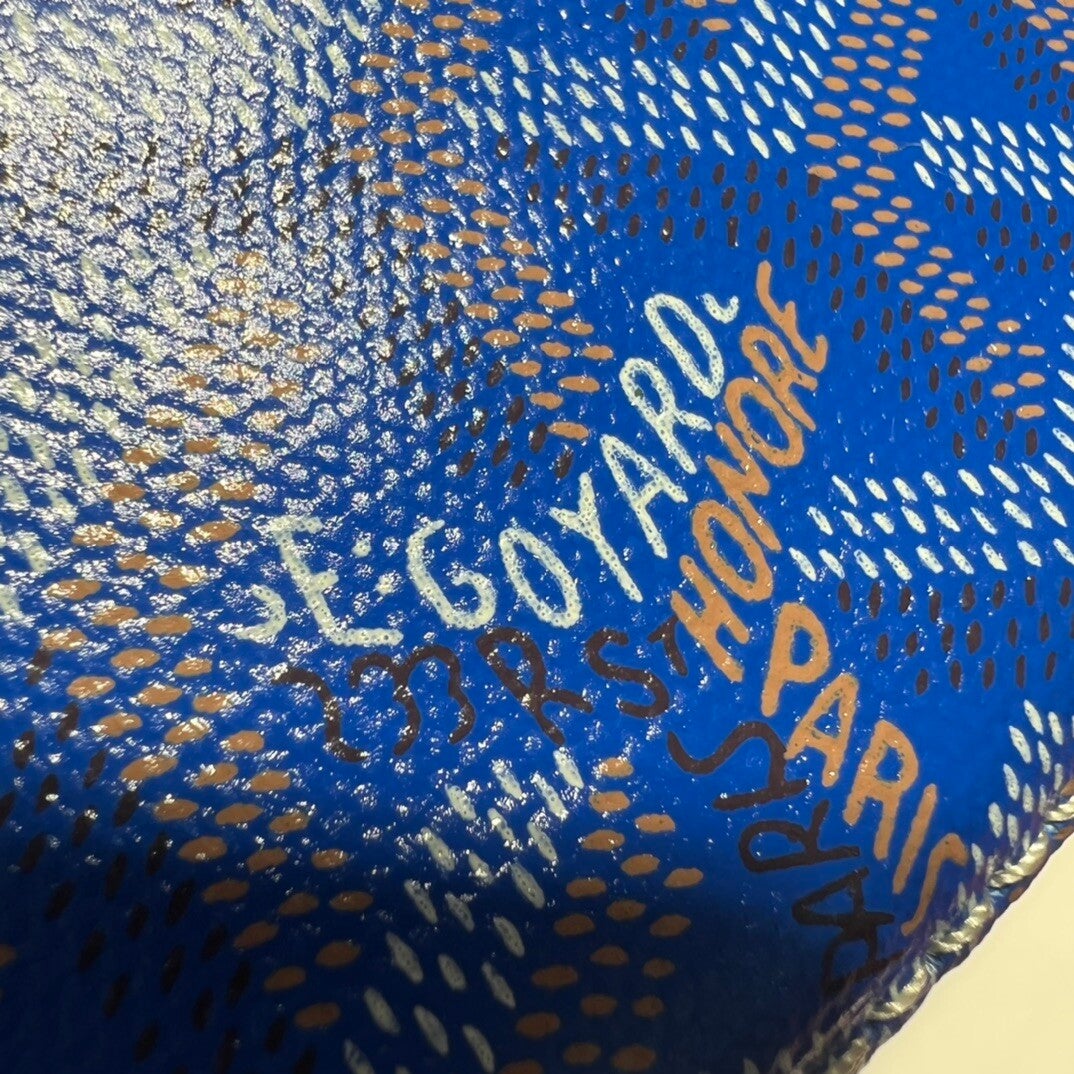 E. GOYARD
233 R ST HONORE
PARIS
PARIS